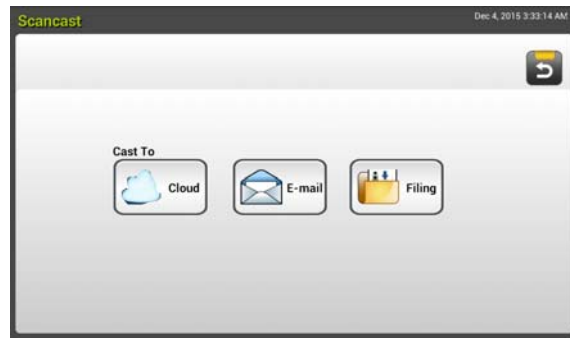 Scancast
Dec 4, 2015 3:33:14 AM
Cast To
Cloud
E-mail
Filing